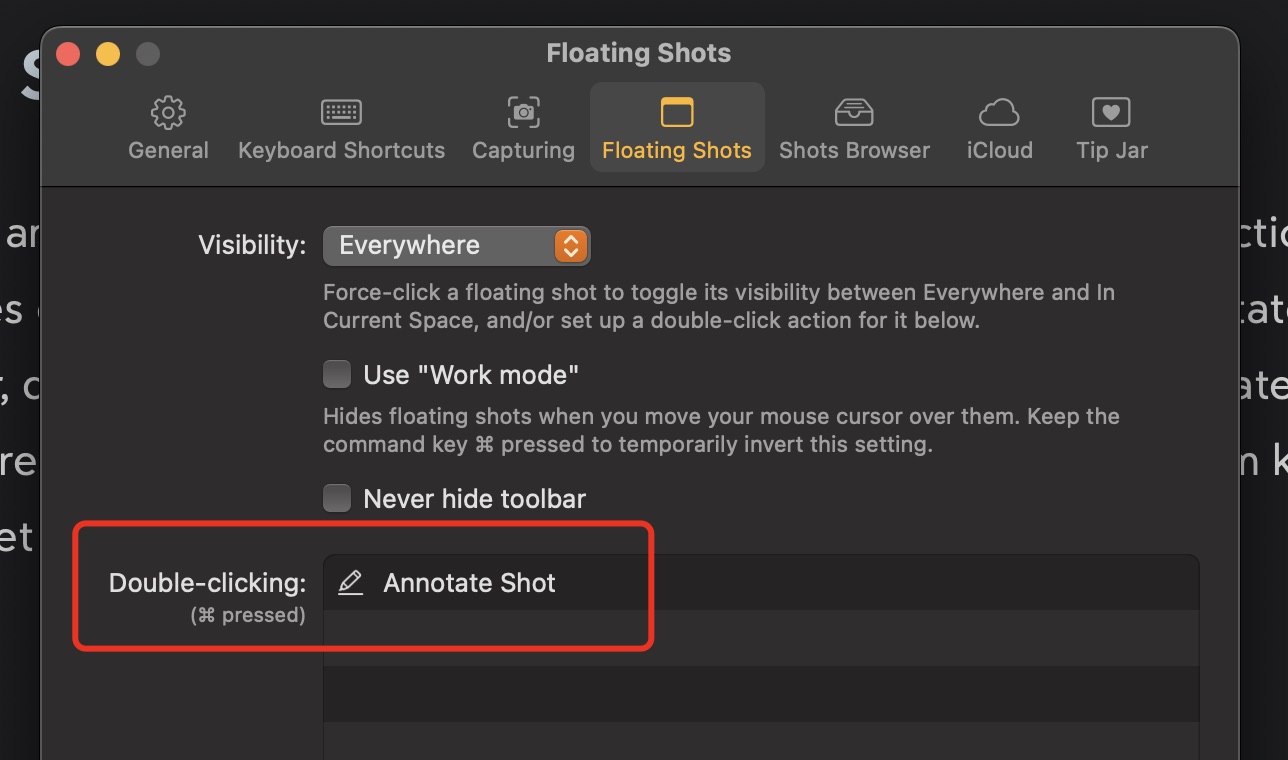 Floating Shots
General Keyboard Shortcuts Capturing Floating Shots Shots Browser iCloud Tip Jar
Visibility: Everywhere
Force-click a floating shot to toggle its visibility between Everywhere and In
Current Space, and/or set up a double-click action for it below.
Use "Work mode"
Hides floating shots when you move your mouse cursor over them. Keep the
command key ⌘ pressed to temporarily invert this setting.
Never hide toolbar
Double-clicking: Annotate Shot
(⌘ pressed)